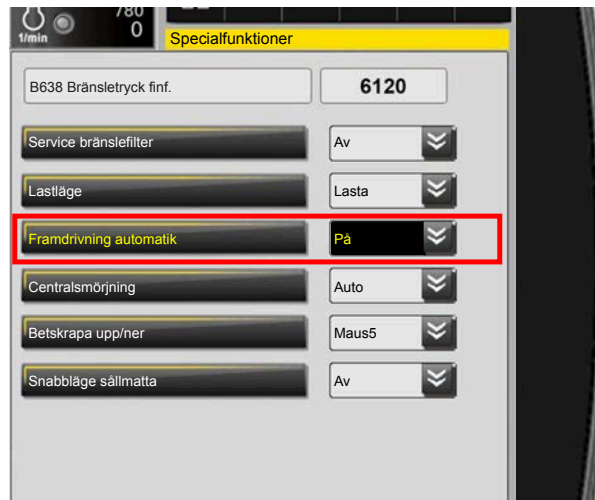 780
1/min 0
Specialfunktioner
B638 Bränsletryck finf. 6120
Service bränslefilter Av
Lastläge Lasta
Framdrivning automatik På
Centralsmörjning Auto
Betskrapa upp/ner Maus5
Snabbläge sållmatta Av